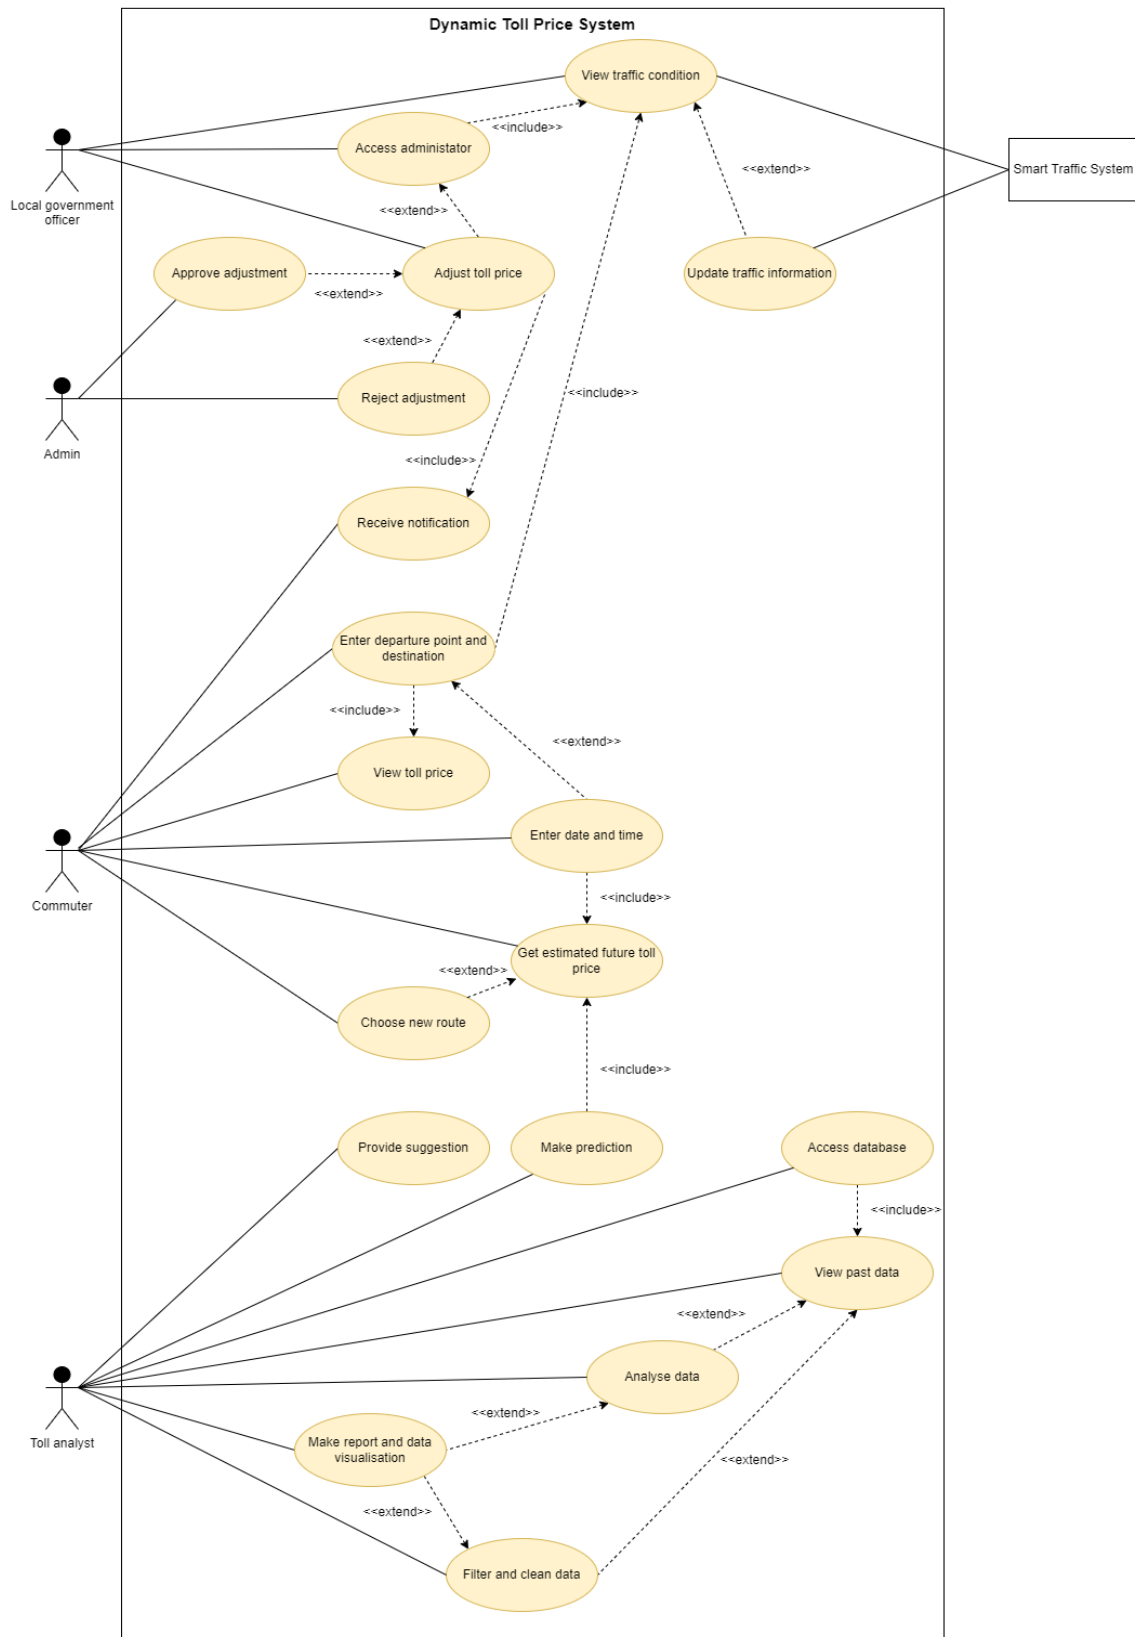 Dynamic Toll Price System
View traffic condition
<<include>>
Access administator
Smart Traffic System
<<extend>>
Local government
officer
<<extend>>
Approve adjustment
Adjust toll price
Update traffic information
<<extend>>
<<extend>>
<<include>>
Reject adjustment
Admin
<<include>>
Receive notification
Enter departure point and
destination
<<include>>
<<extend>>
View toll price
Enter date and time
Commuter
<<include>>
Get estimated future toll
price
<<extend>>
Choose new route
<<include>>
Provide suggestion
Make prediction
Access database
<<include>>
View past data
<<extend>>
Analyse data
<<extend>>
Toll analyst
Make report and data
visualisation
<<extend>>
<<extend>>
Filter and clean data